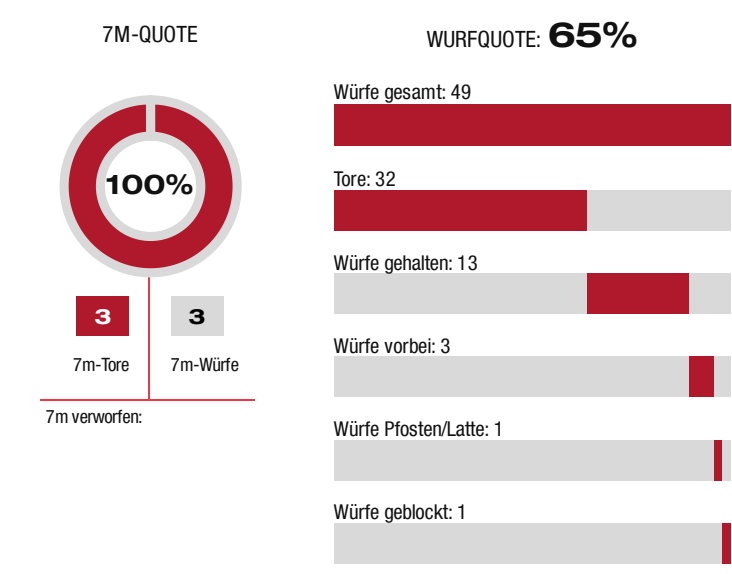 7M-QUOTE
100%
3 3
7m-Tore 7m-Würfe
7m verworfen:
WURFQUOTE: 65%
Würfe gesamt: 49
Tore: 32
Würfe gehalten: 13
Würfe vorbei: 3
Würfe Pfosten/Latte: 1
Würfe geblockt: 1